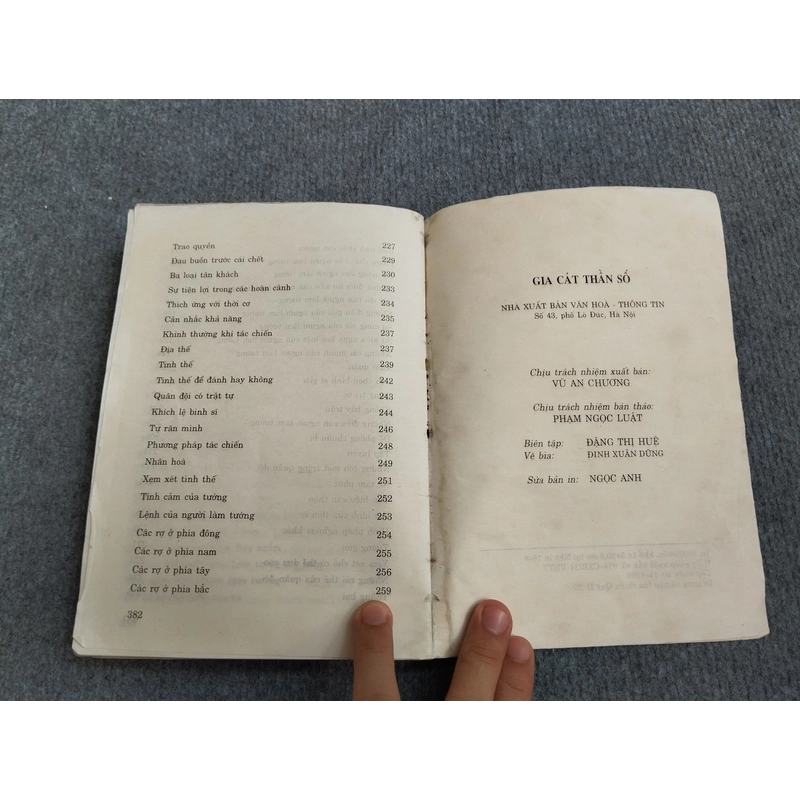 Trao quyền 227
Đau buồn trước cái chết 229
Ba loại tân khách 230
Sự tiện lợi trong các hoàn cảnh 233
Thích ứng với thời cơ 234
Cân nhắc khả năng 235
Khinh thường khi tác chiến 237
Địa thế 237
Tình thế 239
Tình thế để đánh hay không 242
Quân đội có trật tự 243
Khích lệ binh sĩ 244
Tự răn mình 246
Phương pháp tác chiến 248
Nhân hoà 249
Xem xét tình thế 251
Tình cảm của tướng 252
Lệnh của người làm tướng 253
Các rợ ở phía đông 254
Các rợ ở phía nam 255
Các rợ ở phía tây 256
Các rợ ở phía bắc 259
382
GIA CÁT THẦN SỐ
NHÀ XUẤT BẢN VĂN HOÁ - THÔNG TIN
Số 43, phố Lò Đúc, Hà Nội
Chịu trách nhiệm xuất bản:
VŨ AN CHƯƠNG
Chịu trách nhiệm bản thảo:
PHẠM NGỌC LUẬT
Biên tập: ĐẶNG THỊ HUỆ
Vẽ bìa: ĐINH XUÂN DŨNG
Sửa bản in: NGỌC ANH